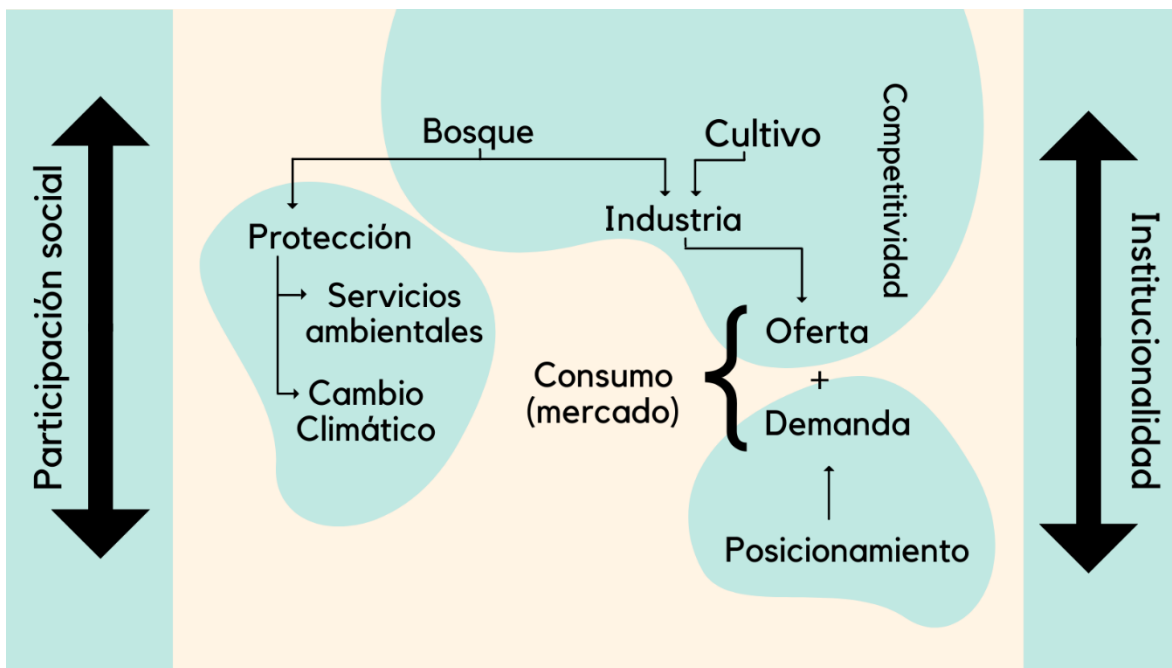 Participación social
Bosque
Cultivo
Competitividad
Protección
Industria
Servicios
ambientales
Cambio
Climático
Oferta
Consumo
(mercado)
+
Demanda
Posicionamiento
Institucionalidad